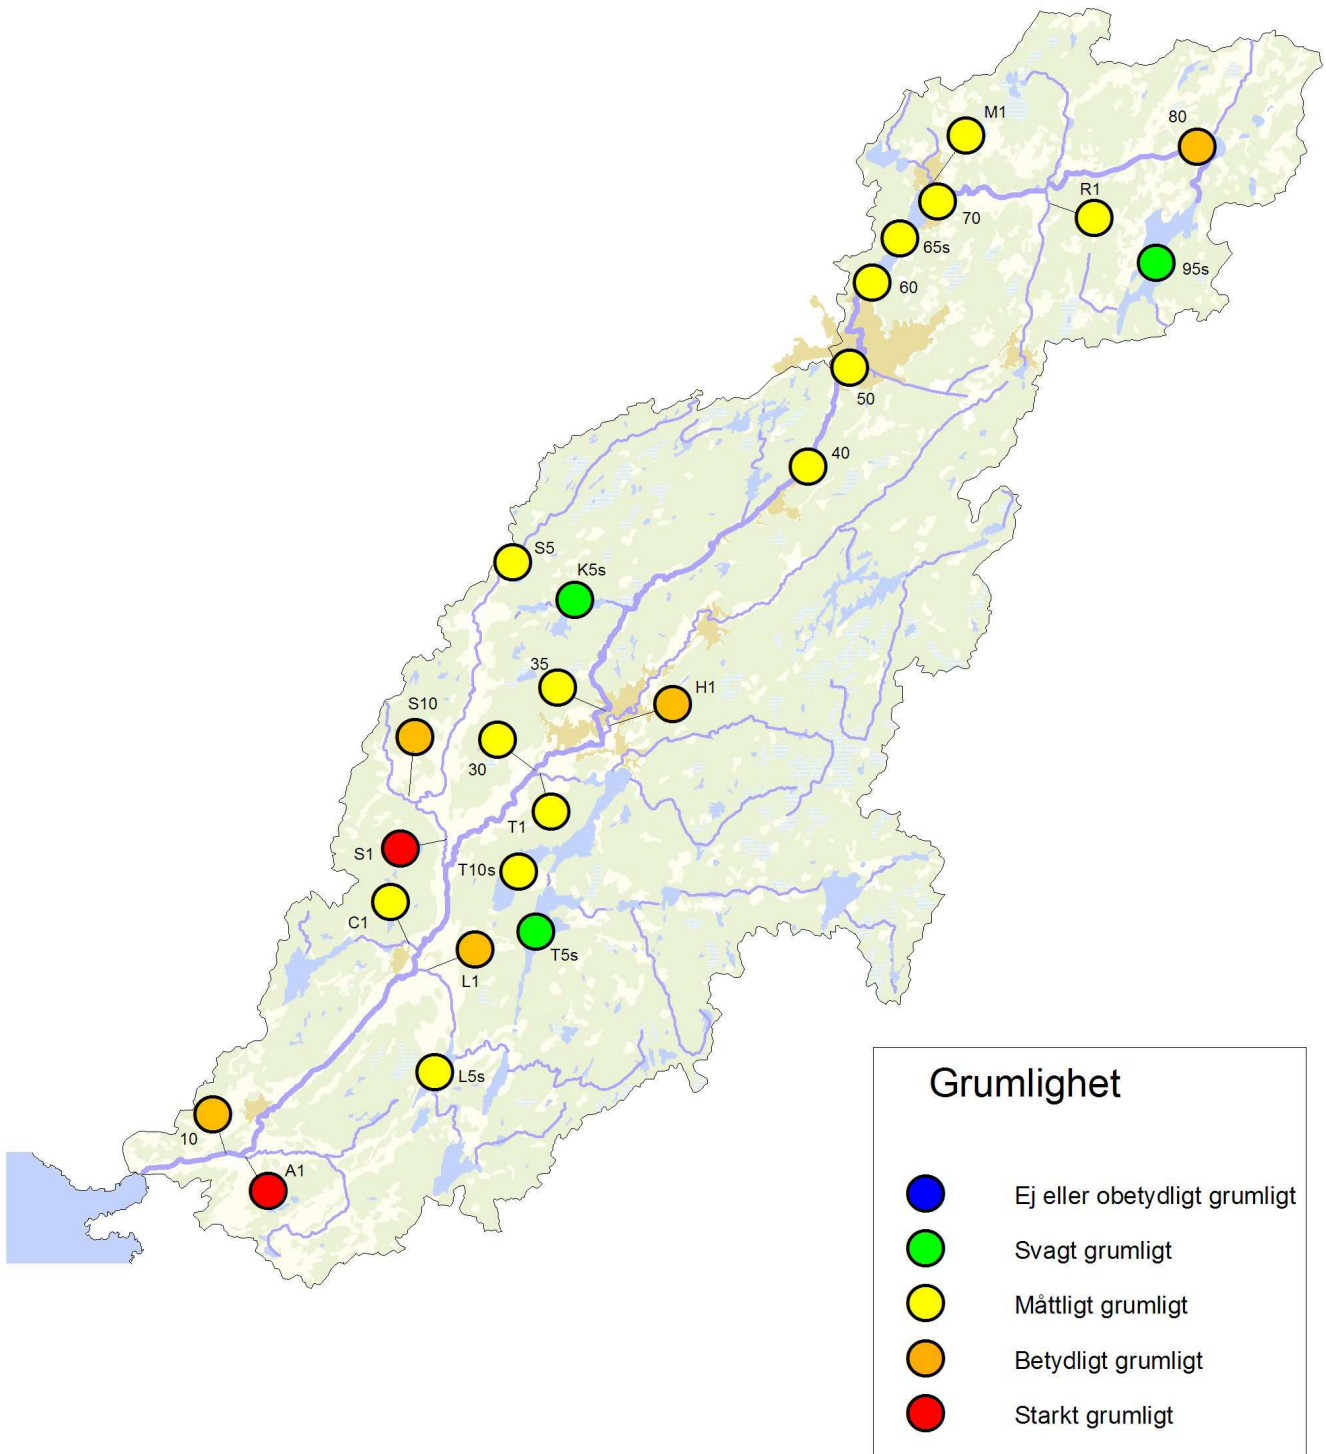 M1
80
R1
70
65s
95s
60
50
40
S5
K5s
35
H1
S10
30
T1
S1
T10s
C1
T5s
L1
L5s
10
A1
Grumlighet
Ej eller obetydligt grumligt
Svagt grumligt
Måttligt grumligt
Betydligt grumligt
Starkt grumligt